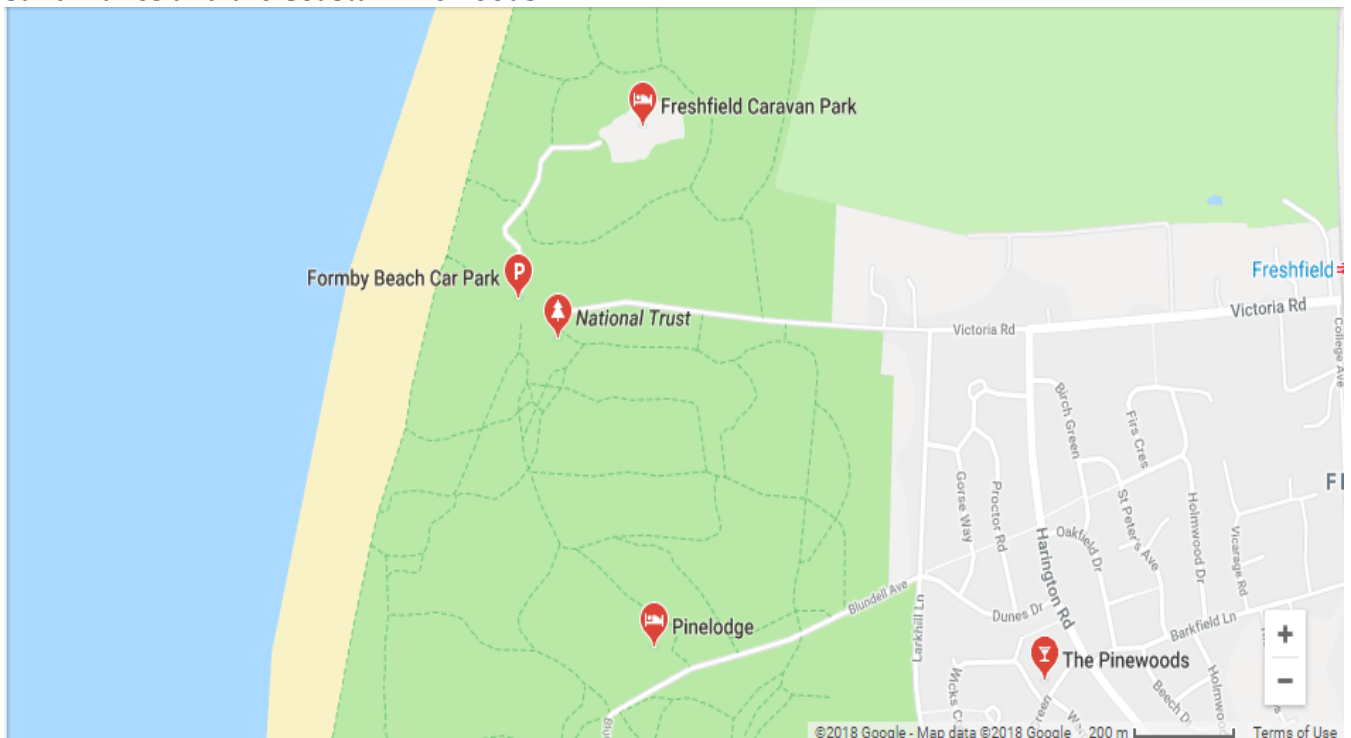 Freshfield Caravan Park
Formby Beach Car Park
P
National Trust
Freshfield
Victoria Rd
Victoria Rd
College Ave
Birch Green
Firs Cres
Gorse Way
Proctor Rd
St Peter's Ave
Holmwood Dr
Vicarage Rd
Harington Rd
Oakfield Dr
Blundell Ave
Larkhill Ln
Dunes Dr
Barkfield Ln
Pinelodge
The Pinewoods
Beech Dr
+
−
©2018 Google - Map data ©2018 Google
200 m
Terms of Use